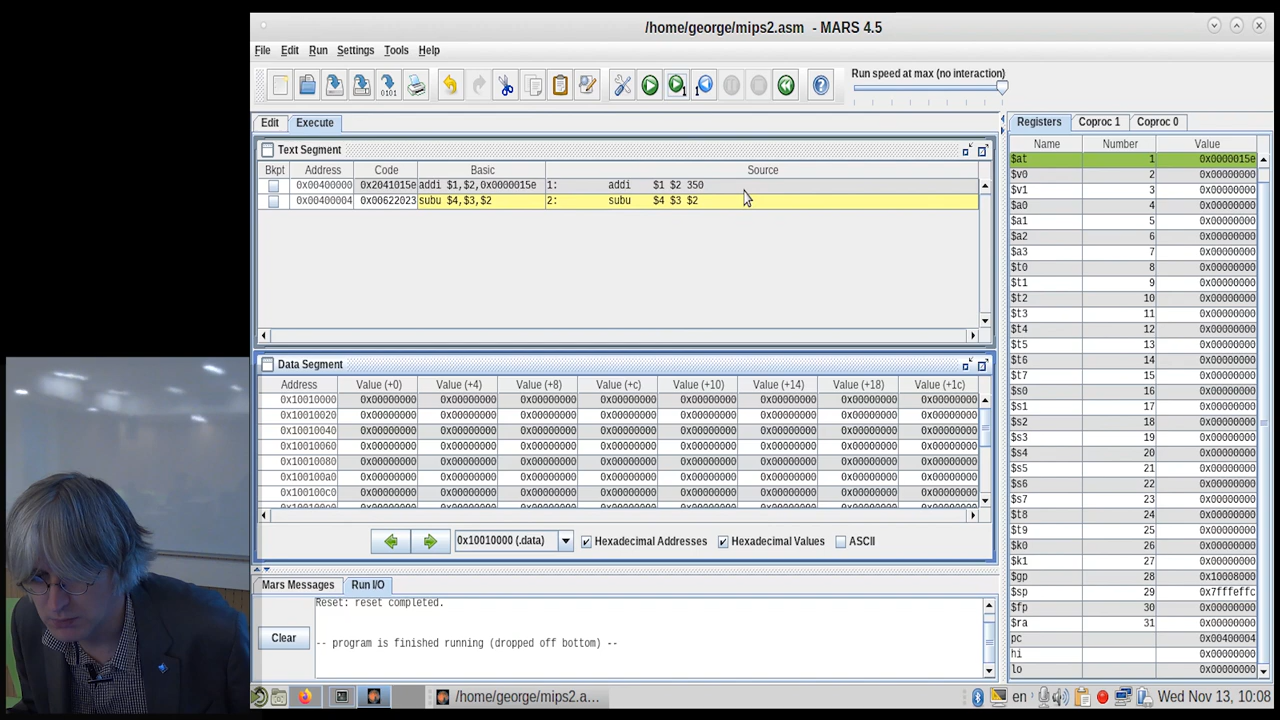 /home/george/mips2.asm - MARS 4.5
File Edit Run Settings Tools Help
Run speed at max (no interaction)
Edit Execute
Text Segment
Bkpt Address Code Basic Source
0x00400000 0x2041015e addi $1,$2,0x0000015e 1: addi $1 $2 350
0x00400004 0x00622023 subu $4,$3,$2 2: subu $4 $3 $2
Data Segment
Address Value (+0) Value (+4) Value (+8) Value (+c) Value (+10) Value (+14) Value (+18) Value (+1c)
0x10010000 0x00000000 0x00000000 0x00000000 0x00000000 0x00000000 0x00000000 0x00000000 0x00000000
0x10010020 0x00000000 0x00000000 0x00000000 0x00000000 0x00000000 0x00000000 0x00000000 0x00000000
0x10010040 0x00000000 0x00000000 0x00000000 0x00000000 0x00000000 0x00000000 0x00000000 0x00000000
0x10010060 0x00000000 0x00000000 0x00000000 0x00000000 0x00000000 0x00000000 0x00000000 0x00000000
0x10010080 0x00000000 0x00000000 0x00000000 0x00000000 0x00000000 0x00000000 0x00000000 0x00000000
0x100100a0 0x00000000 0x00000000 0x00000000 0x00000000 0x00000000 0x00000000 0x00000000 0x00000000
0x100100c0 0x00000000 0x00000000 0x00000000 0x00000000 0x00000000 0x00000000 0x00000000 0x00000000
0x10010000 (.data) Hexadecimal Addresses Hexadecimal Values ASCII
Mars Messages Run I/O
Reset: reset completed.
Clear
-- program is finished running (dropped off bottom) --
Registers Coproc 1 Coproc 0
Name Number Value
$at 1 0x0000015e
$v0 2 0x00000000
$v1 3 0x00000000
$a0 4 0x00000000
$a1 5 0x00000000
$a2 6 0x00000000
$a3 7 0x00000000
$t0 8 0x00000000
$t1 9 0x00000000
$t2 10 0x00000000
$t3 11 0x00000000
$t4 12 0x00000000
$t5 13 0x00000000
$t6 14 0x00000000
$t7 15 0x00000000
$s0 16 0x00000000
$s1 17 0x00000000
$s2 18 0x00000000
$s3 19 0x00000000
$s4 20 0x00000000
$s5 21 0x00000000
$s6 22 0x00000000
$s7 23 0x00000000
$t8 24 0x00000000
$t9 25 0x00000000
$k0 26 0x00000000
$k1 27 0x00000000
$gp 28 0x10008000
$sp 29 0x7fffeffc
$fp 30 0x00000000
$ra 31 0x00000000
pc 0x00400004
hi 0x00000000
lo 0x00000000
/home/george/mips2.a... en Wed Nov 13, 10:08